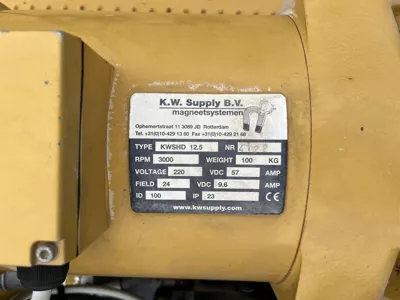 K.W. Supply B.V.
magneetsystemen
Ophemertstraat 11 3089 JD Rotterdam
Tel. +31(0)10-429 13 80 Fax +31(0)10-429 21 66
TYPE KWSHD 12.5 NR
RPM 3000 WEIGHT 100 KG
VOLTAGE 220 VDC 57 AMP
FIELD 24 VDC 9.6 AMP
ID 100 IP 23
www.kwsupply.com